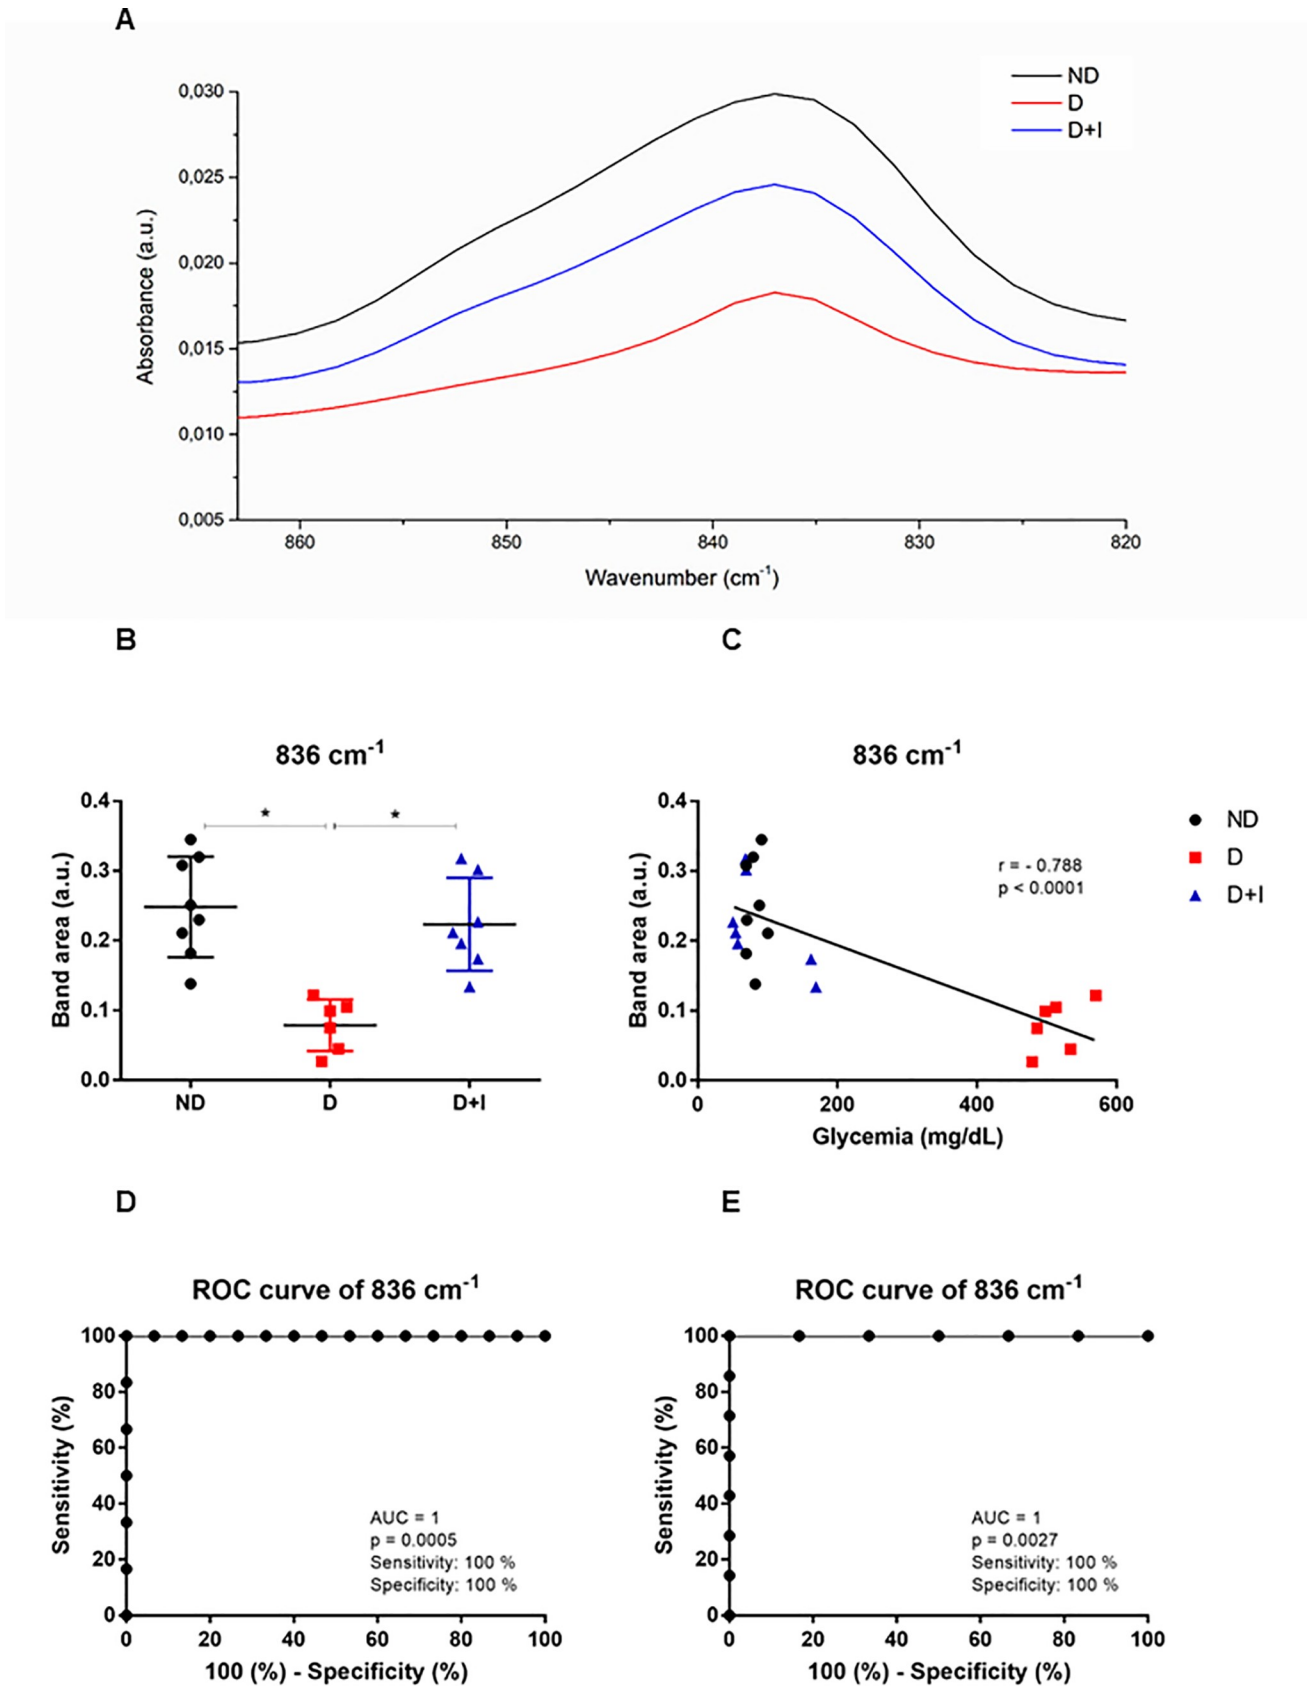 A
ND
D
D+I
0,030
0,025
0,020
0,015
0,010
0,005
Absorbance (a.u.)
860
850
840
830
820
Wavenumber (cm-1)
B
836 cm-1
0.4
0.3
0.2
0.1
0.0
Band area (a.u.)
*
*
ND
D
D+I
C
836 cm-1
0.4
0.3
0.2
0.1
0.0
Band area (a.u.)
r = - 0.788
p < 0.0001
0
200
400
600
Glycemia (mg/dL)
ND
D
D+I
D
ROC curve of 836 cm-1
100
80
60
40
20
0
Sensitivity (%)
AUC = 1
p = 0.0005
Sensitivity: 100 %
Specificity: 100 %
0
20
40
60
80
100
100 (%) - Specificity (%)
E
ROC curve of 836 cm-1
100
80
60
40
20
0
Sensitivity (%)
AUC = 1
p = 0.0027
Sensitivity: 100 %
Specificity: 100 %
0
20
40
60
80
100
100 (%) - Specificity (%)